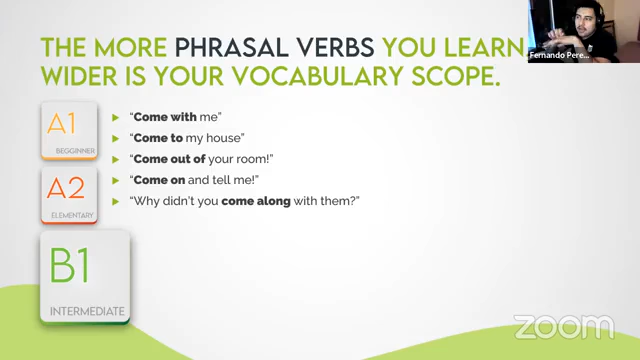 THE MORE PHRASAL VERBS YOU LEARN
WIDER IS YOUR VOCABULARY SCOPE.
Fernando Pere...
A1
BEGGINNER
A2
ELEMENTARY
B1
INTERMEDIATE
"Come with me"
"Come to my house"
"Come out of your room!"
"Come on and tell me!"
"Why didn't you come along with them?"
zoom